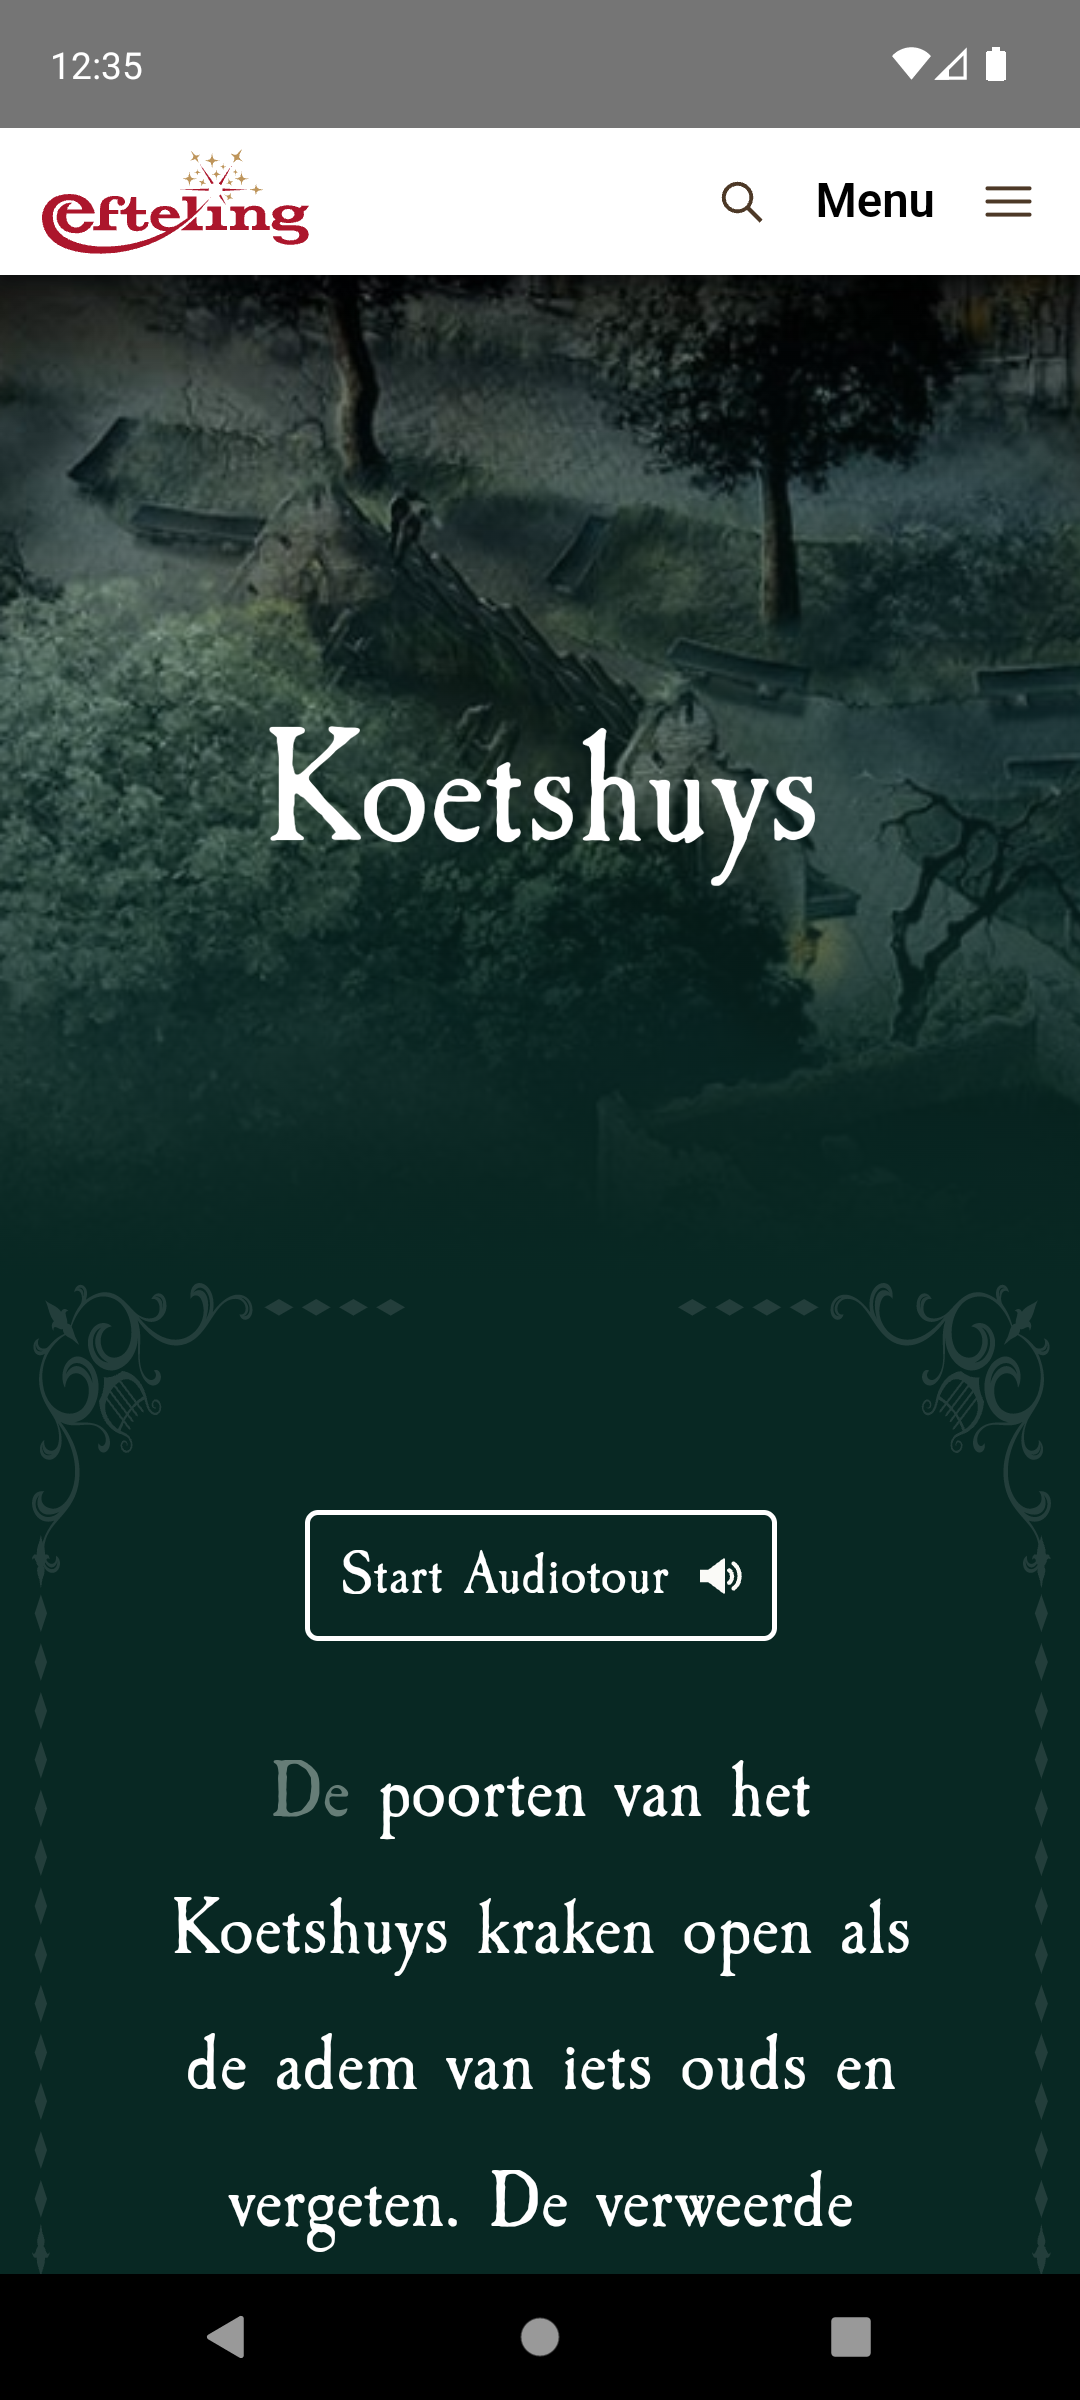 12:35
efteling
Menu
Koetshuys
Start Audiotour
De poorten van het
Koetshuys kraken open als
de adem van iets ouds en
vergeten. De verweerde